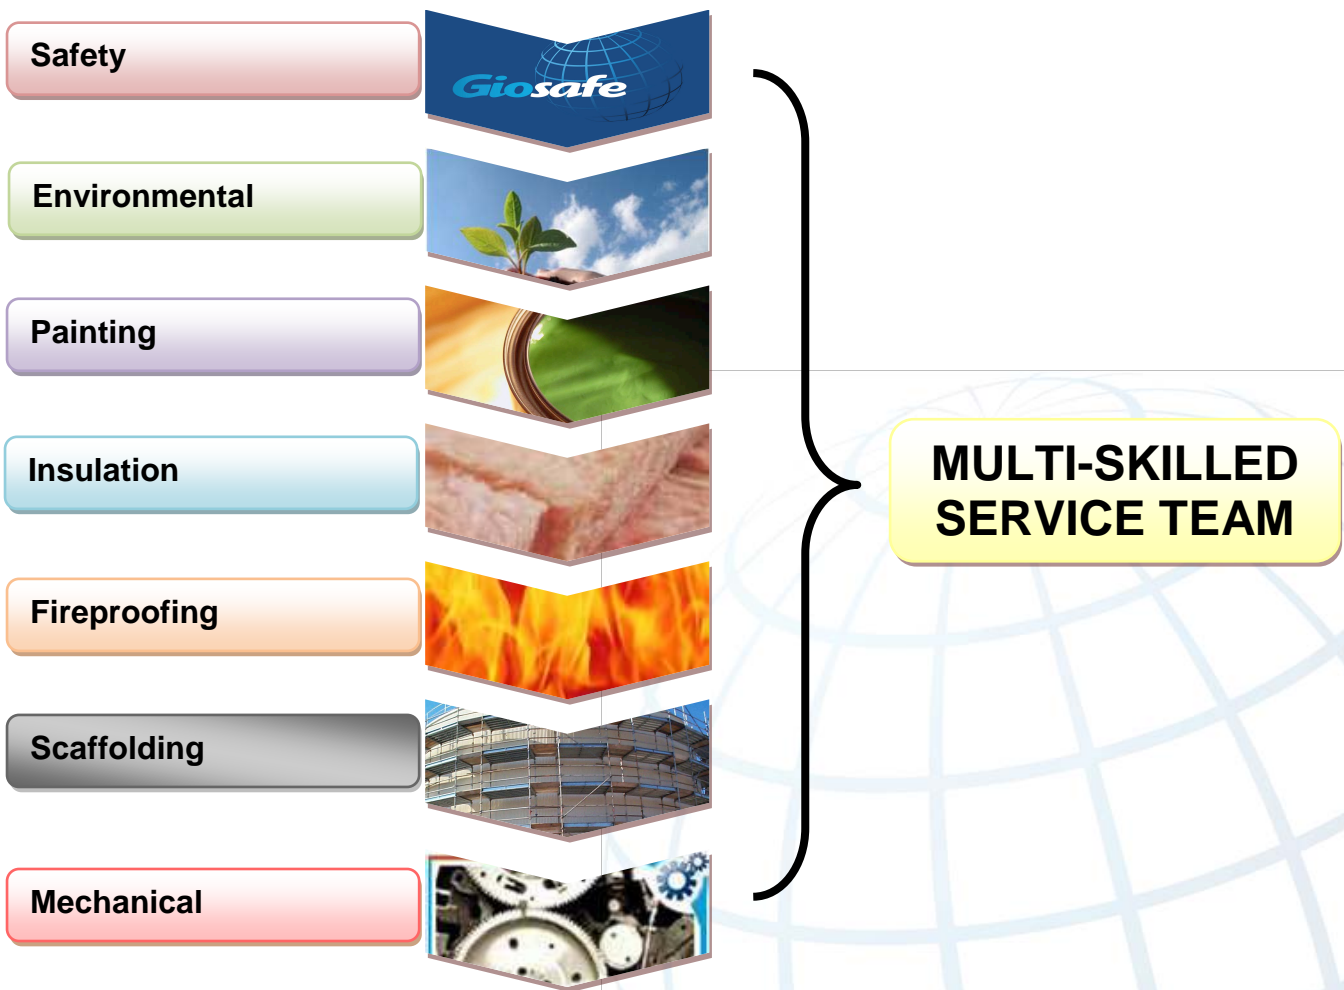 Safety
Giosafe
Environmental
Painting
Insulation
Fireproofing
Scaffolding
Mechanical
MULTI-SKILLED
SERVICE TEAM